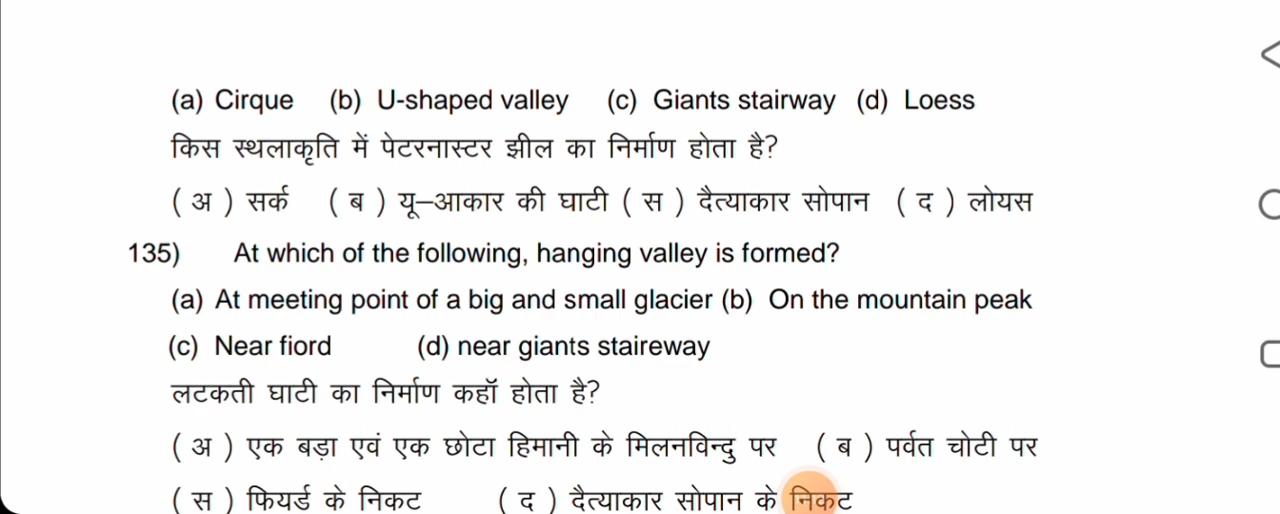 (a) Cirque (b) U-shaped valley (c) Giants stairway (d) Loess
किस स्थलाकृति में पेटरनास्टर झील का निर्माण होता है?
( अ ) सर्क ( ब ) यू–आकार की घाटी ( स ) दैत्याकार सोपान ( द ) लोयस
135) At which of the following, hanging valley is formed?
(a) At meeting point of a big and small glacier (b) On the mountain peak
(c) Near fiord (d) near giants staireway
लटकती घाटी का निर्माण कहॉ होता है?
( अ ) एक बड़ा एवं एक छोटा हिमानी के मिलनविन्दु पर ( ब ) पर्वत चोटी पर
( स ) फियर्ड के निकट ( द ) दैत्याकार सोपान के निकट